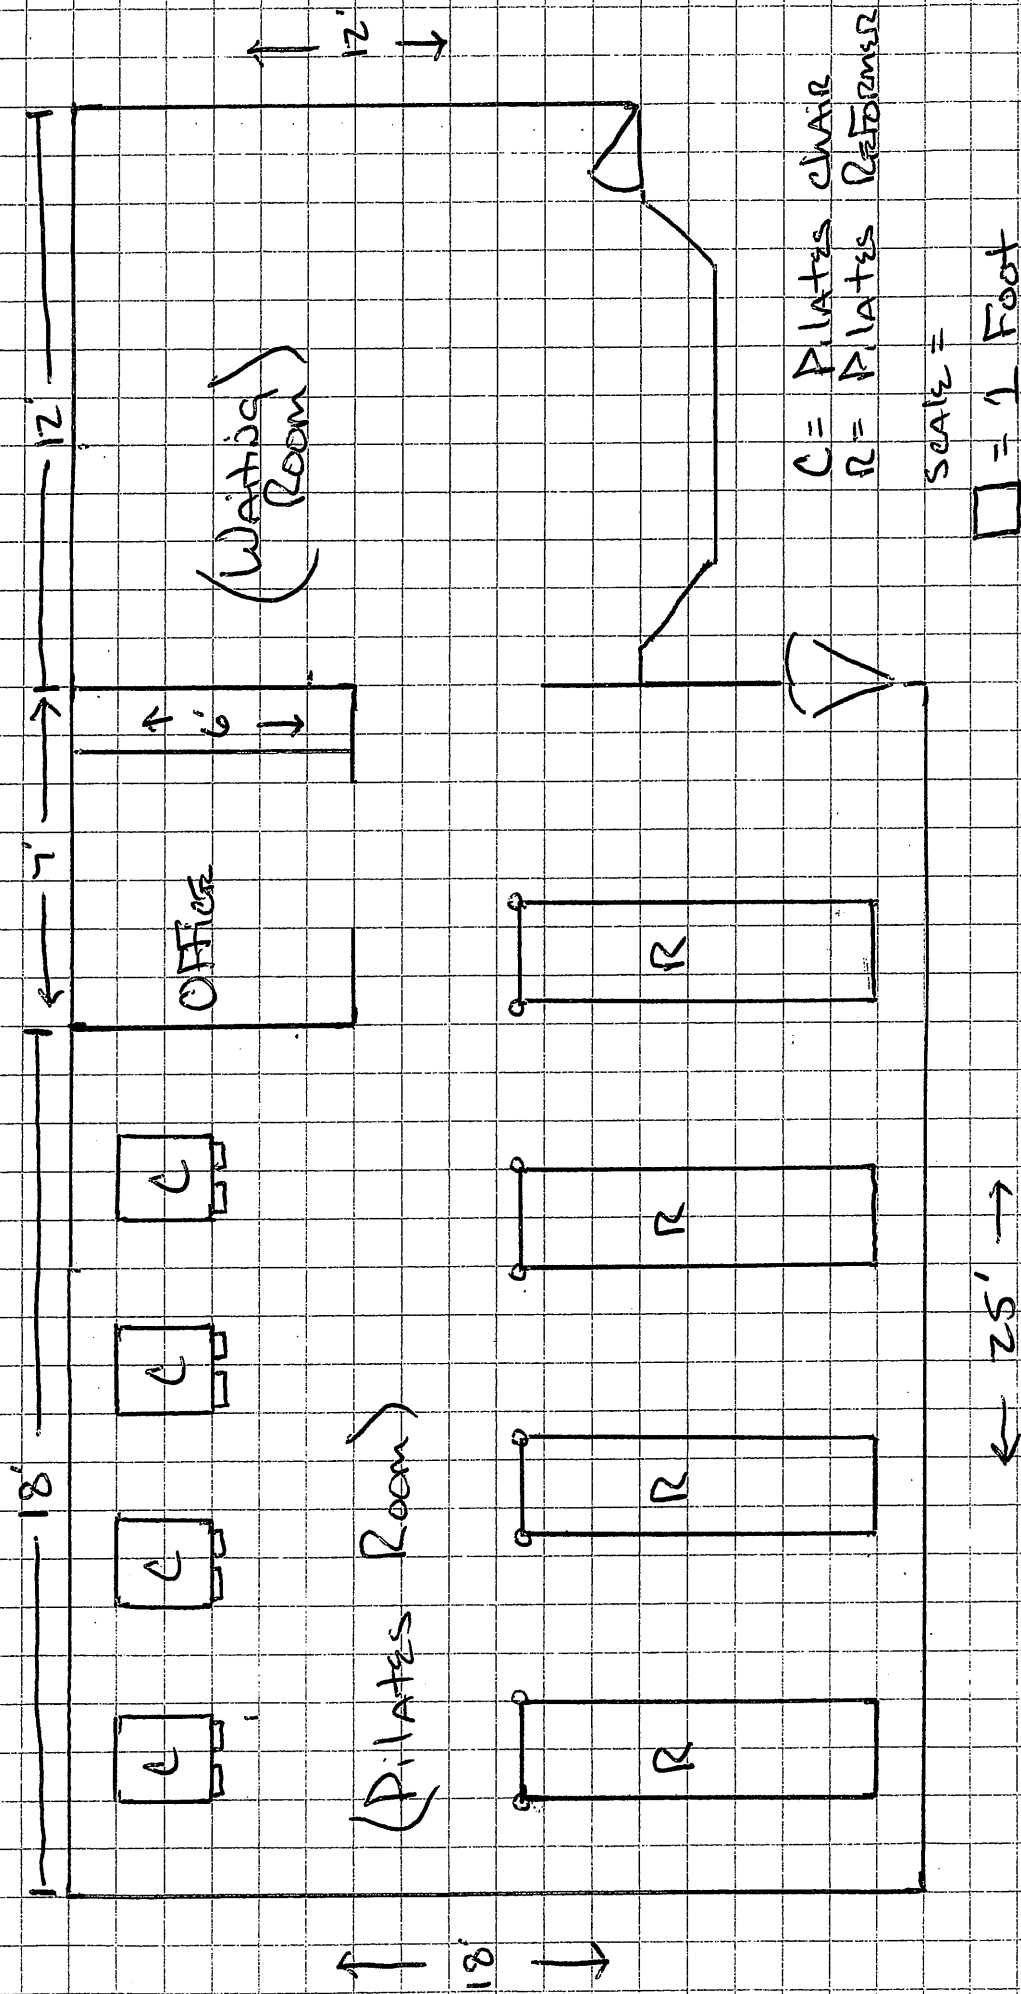 18'
7'
12'
C
C
C
C
OFFICE
6'
(Waiting
Room)
12'
18'
(Pilates Room)
R
R
R
R
C = Pilates Chair
R = Pilates Reformer
Scale =
□ = 1 Foot
25'